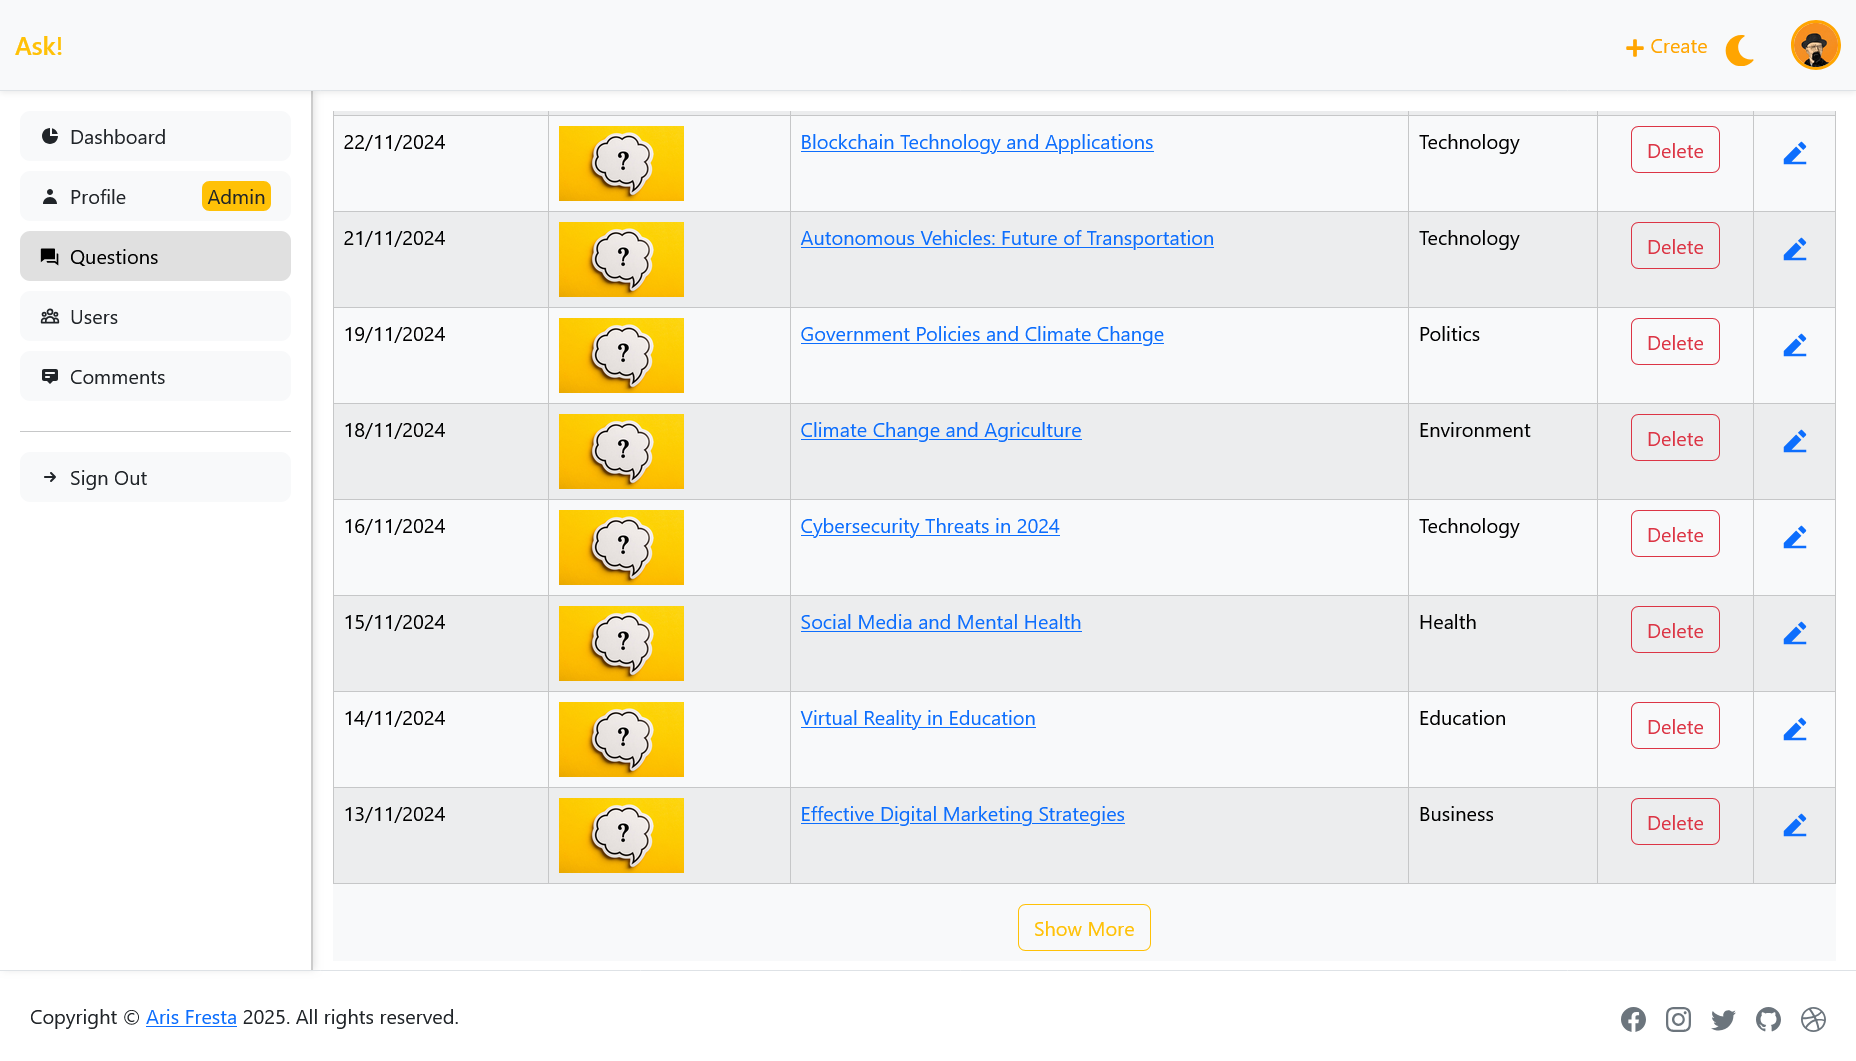 Ask!
Create
Dashboard
Profile Admin
Questions
Users
Comments
Sign Out
22/11/2024 ? Blockchain Technology and Applications Technology Delete
21/11/2024 ? Autonomous Vehicles: Future of Transportation Technology Delete
19/11/2024 ? Government Policies and Climate Change Politics Delete
18/11/2024 ? Climate Change and Agriculture Environment Delete
16/11/2024 ? Cybersecurity Threats in 2024 Technology Delete
15/11/2024 ? Social Media and Mental Health Health Delete
14/11/2024 ? Virtual Reality in Education Education Delete
13/11/2024 ? Effective Digital Marketing Strategies Business Delete
Show More
Copyright © Aris Fresta 2025. All rights reserved.